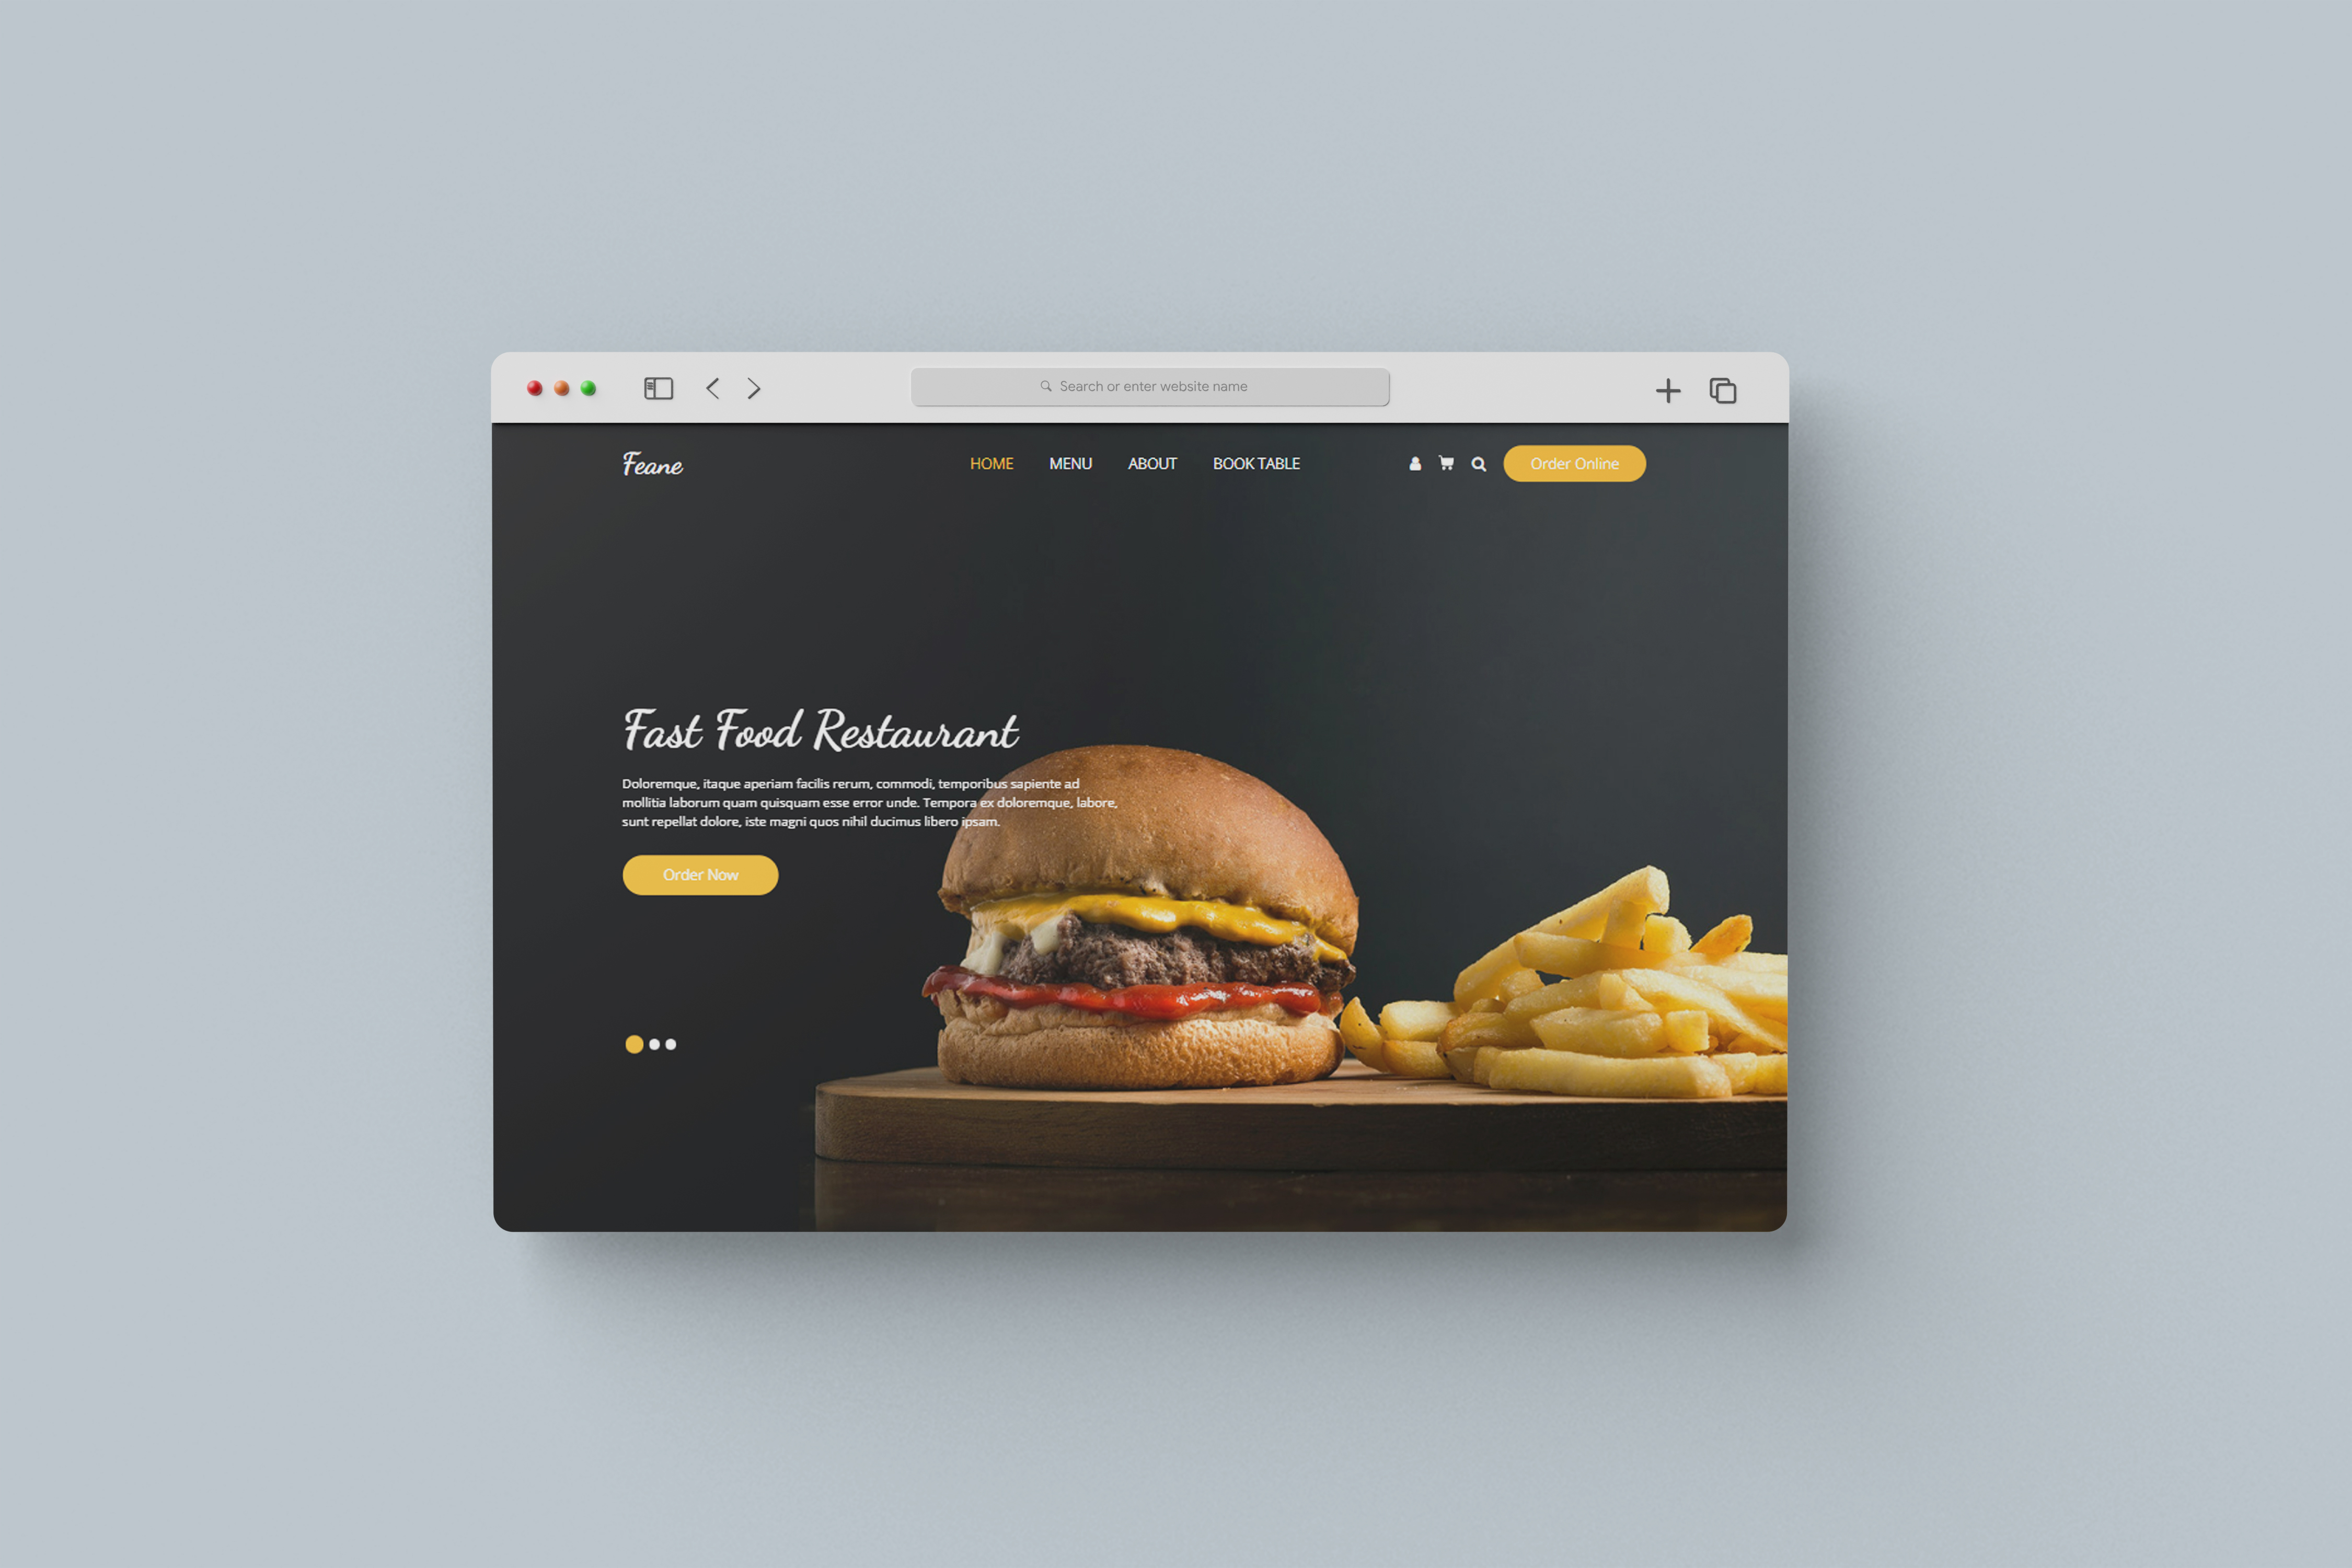 Search or enter website name
Feane
HOME MENU ABOUT BOOK TABLE Order Online
Fast Food Restaurant
Doloremque, itaque aperiam facilis rerum, commodi, temporibus sapiente ad
mollitia laborum quam quisquam esse error unde. Tempora ex doloremque, labore,
sunt repellat dolore, iste magni quos nihil ducimus libero ipsam.
Order Now